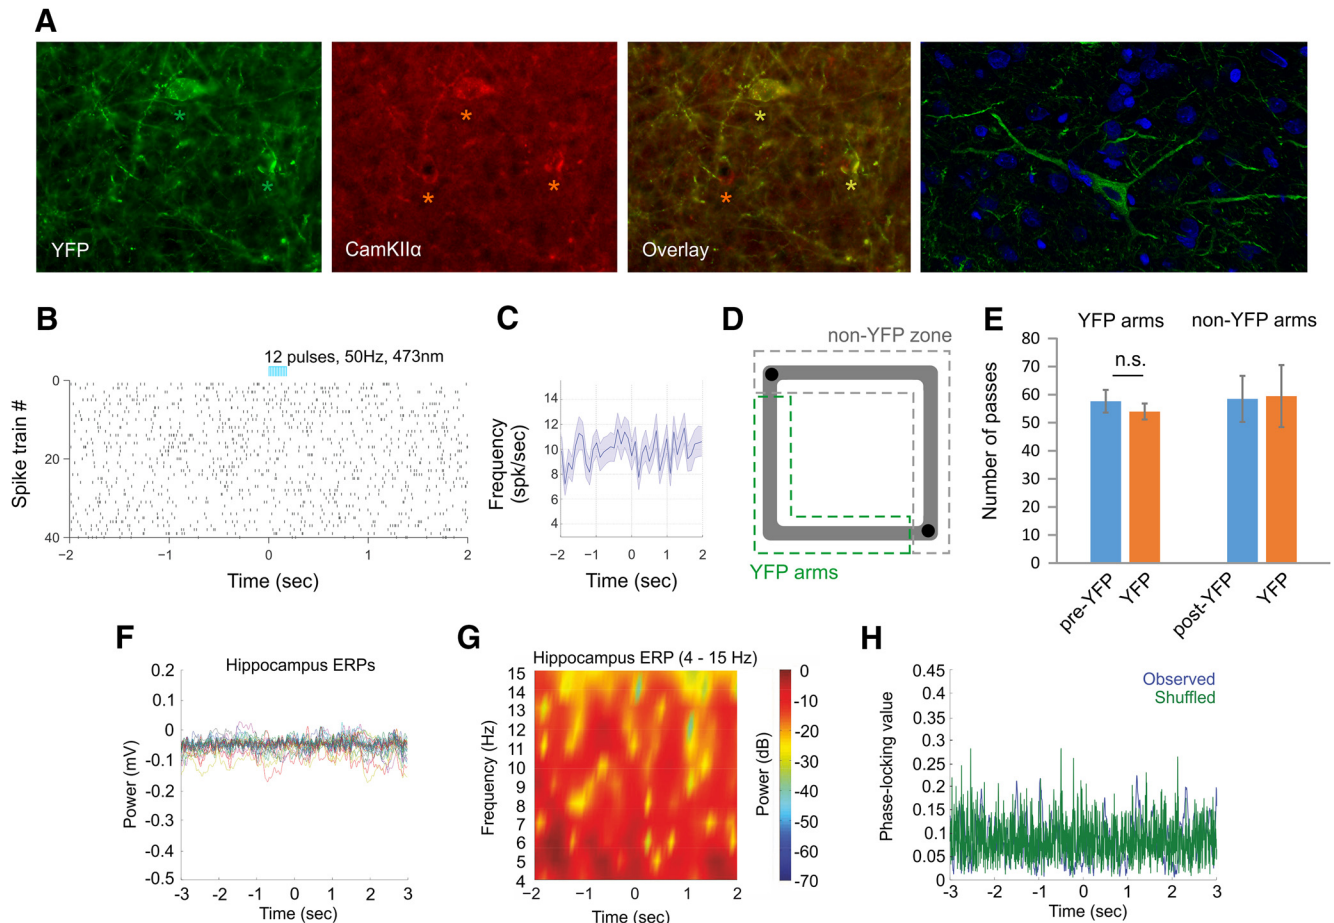 A
YFP
CamKIIα
Overlay
* * * * * * * *
B
12 pulses, 50Hz, 473nm
Spike train #
0
20
40
-2 -1 0 1 2
Time (sec)
C
Frequency
(spk/sec)
14
12
10
8
6
4
−2 −1 0 1 2
Time (sec)
D
non-YFP zone
YFP arms
E
YFP arms non-YFP arms
n.s.
Number of passes
80
70
60
50
40
30
20
10
0
pre-YFP YFP post-YFP YFP
F
Hippocampus ERPs
Power (mV)
0.2
0.1
0
-0.1
-0.2
-0.3
-0.4
-0.5
-3 -2 -1 0 1 2 3
Time (sec)
G
Hippocampus ERP (4 - 15 Hz)
Frequency (Hz)
15
14
13
12
11
10
9
8
7
6
5
4
−2 −1 0 1 2
Time (sec)
Power (dB)
0
-10
-20
-30
-40
-50
-60
-70
H
Observed
Shuffled
Phase-locking value
0.45
0.4
0.35
0.3
0.25
0.2
0.15
0.1
0.05
0
-3 -2 -1 0 1 2 3
Time (sec)